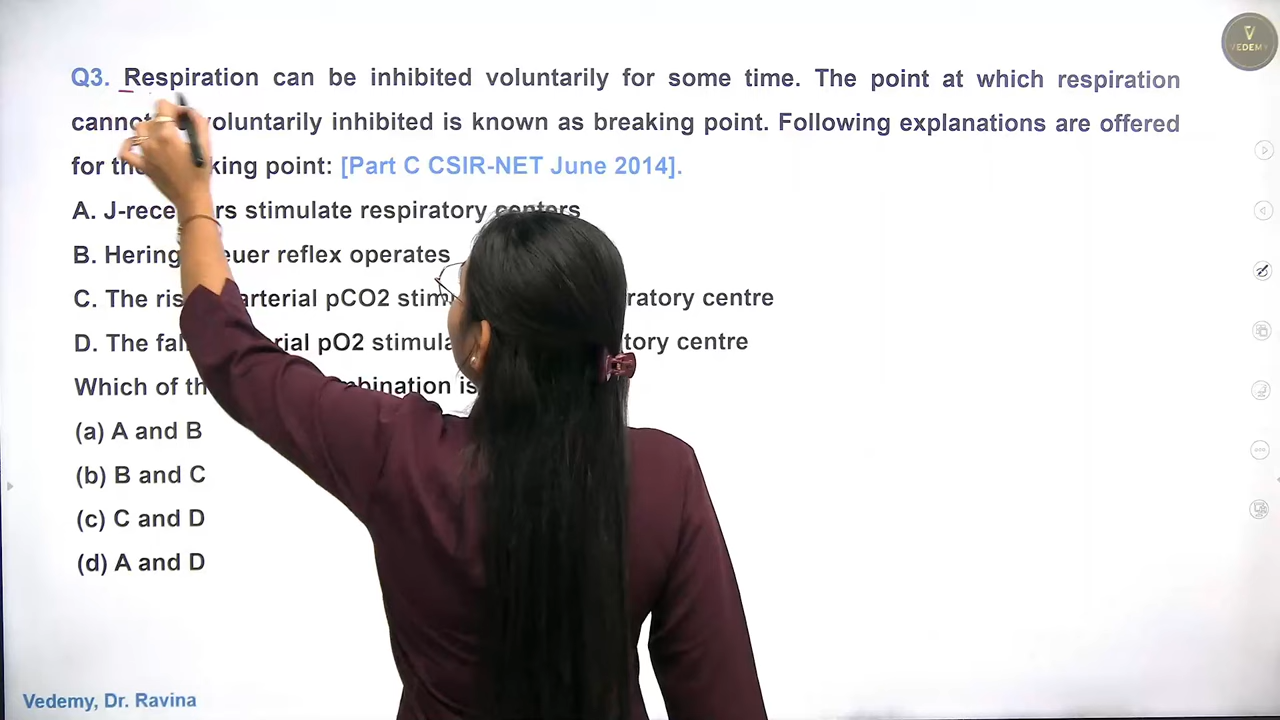 VEDEMY
Q3. Respiration can be inhibited voluntarily for some time. The point at which respiration
cannot voluntarily inhibited is known as breaking point. Following explanations are offered
for point: [Part C CSIR-NET June 2014].
A. J-rece rs stimulate respiratory centers
B. Hering euer reflex operates
C. The ris arterial pCO2 stim ratory centre
D. The fal rial pO2 stimula tory centre
Which of th bination is
(a) A and B
(b) B and C
(c) C and D
(d) A and D
Vedemy, Dr. Ravina